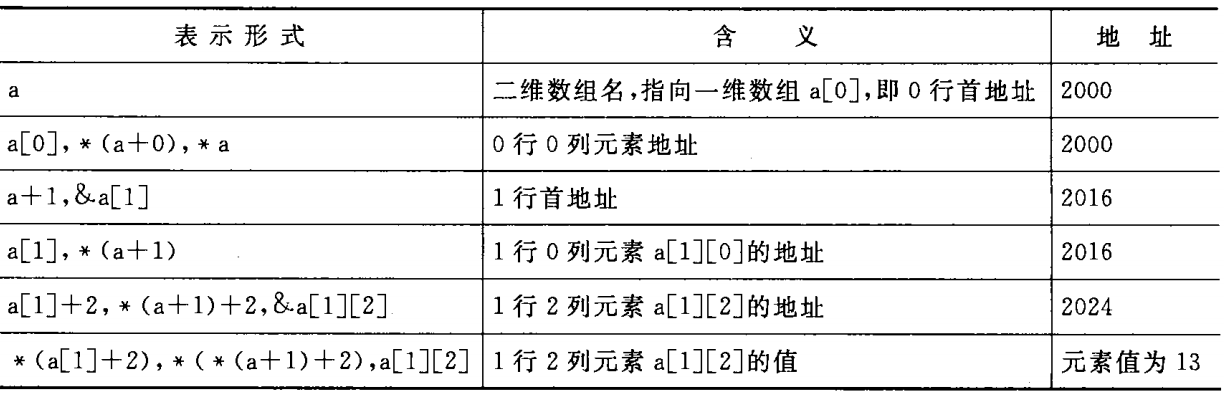 表示形式 含 义 地 址
a 二维数组名,指向一维数组 a[0],即 0 行首地址 2000
a[0],*(a+0),*a 0 行 0 列元素地址 2000
a+1,&a[1] 1 行首地址 2016
a[1],*(a+1) 1 行 0 列元素 a[1][0]的地址 2016
a[1]+2,*(a+1)+2,&a[1][2] 1 行 2 列元素 a[1][2]的地址 2024
*(a[1]+2),*(*(a+1)+2),a[1][2] 1 行 2 列元素 a[1][2]的值 元素值为 13